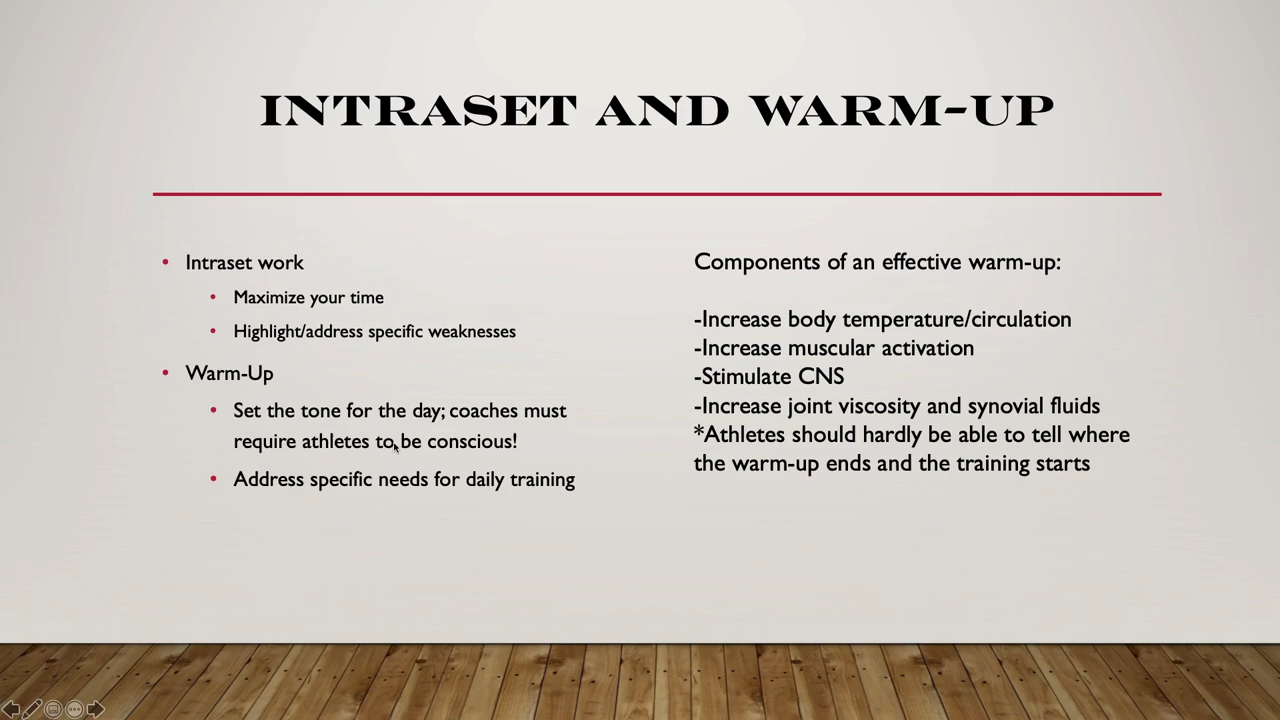 INTRASET AND WARM-UP
• Intraset work
• Maximize your time
• Highlight/address specific weaknesses
• Warm-Up
• Set the tone for the day; coaches must
require athletes to be conscious!
• Address specific needs for daily training
Components of an effective warm-up:
-Increase body temperature/circulation
-Increase muscular activation
-Stimulate CNS
-Increase joint viscosity and synovial fluids
*Athletes should hardly be able to tell where
the warm-up ends and the training starts